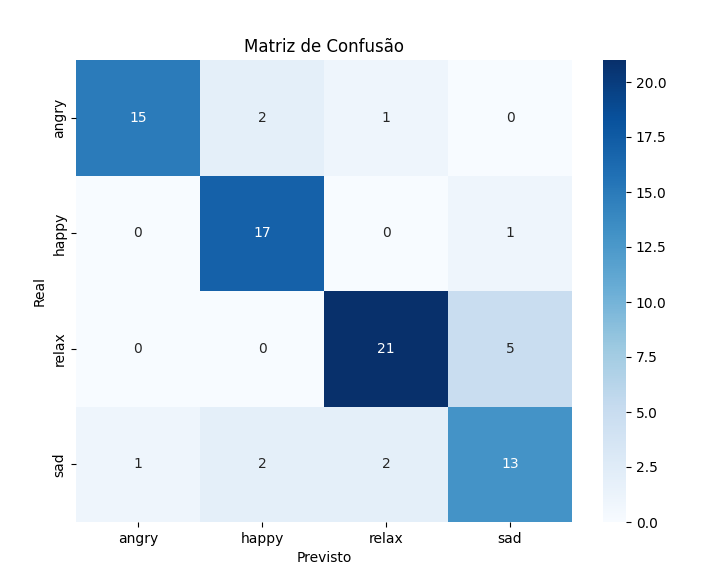 Matriz de Confusão
Real
angry 15 2 1 0
happy 0 17 0 1
relax 0 0 21 5
sad 1 2 2 13
angry happy relax sad
Previsto
20.0
17.5
15.0
12.5
10.0
7.5
5.0
2.5
0.0